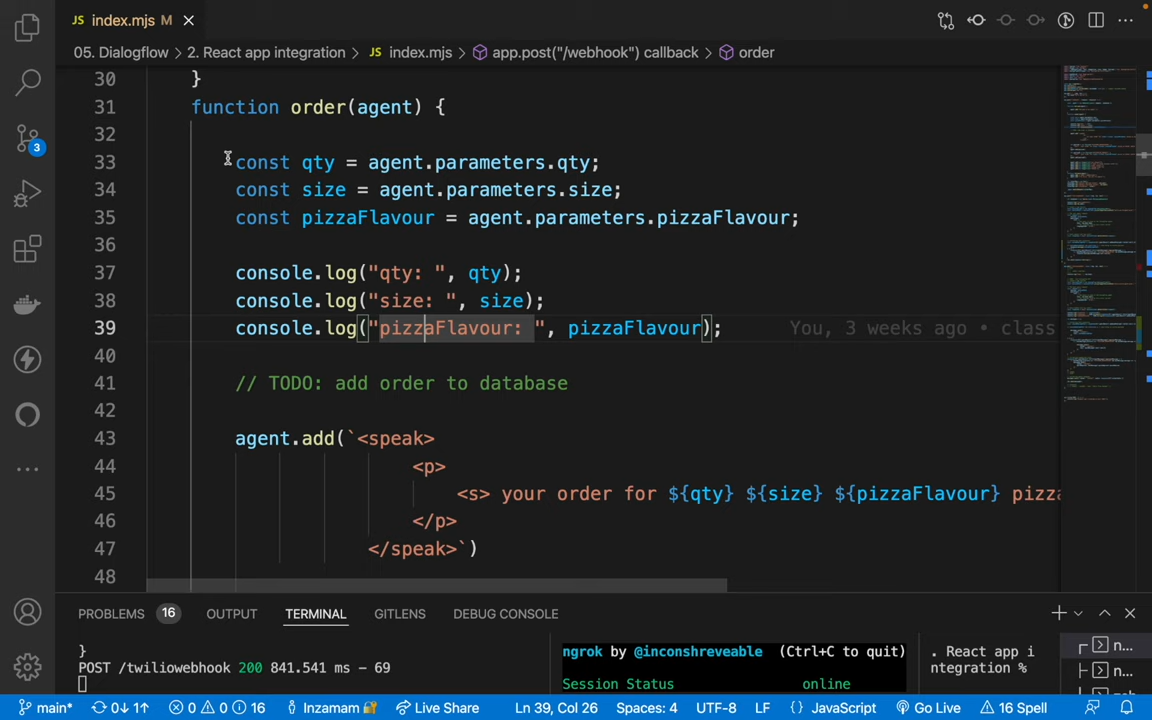 JS index.mjs M
05. Dialogflow > 2. React app integration > JS index.mjs > app.post("/webhook") callback > order
30 }
31 function order(agent) {
32
33 const qty = agent.parameters.qty;
34 const size = agent.parameters.size;
35 const pizzaFlavour = agent.parameters.pizzaFlavour;
36
37 console.log("qty: ", qty);
38 console.log("size: ", size);
39 console.log("pizzaFlavour: ", pizzaFlavour); You, 3 weeks ago • class
40
41 // TODO: add order to database
42
43 agent.add(`<speak>
44 <p>
45 <s> your order for ${qty} ${size} ${pizzaFlavour} pizza
46 </p>
47 </speak>`)
48
3
PROBLEMS 16 OUTPUT TERMINAL GITLENS DEBUG CONSOLE
}
POST /twiliowebhook 200 841.541 ms - 69
ngrok by @inconshreveable (Ctrl+C to quit)
Session Status online
. React app i
ntegration %
n...
n...
main* 0↓ 1↑ 0 0 16 Inzamam Live Share Ln 39, Col 26 Spaces: 4 UTF-8 LF {} JavaScript Go Live 16 Spell